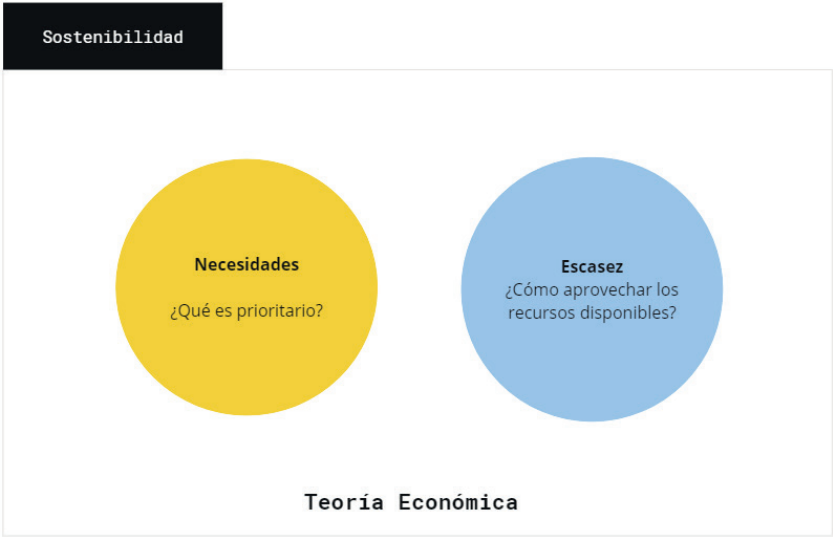 Sostenibilidad
Necesidades
¿Qué es prioritario?
Escasez
¿Cómo aprovechar los
recursos disponibles?
Teoría Económica